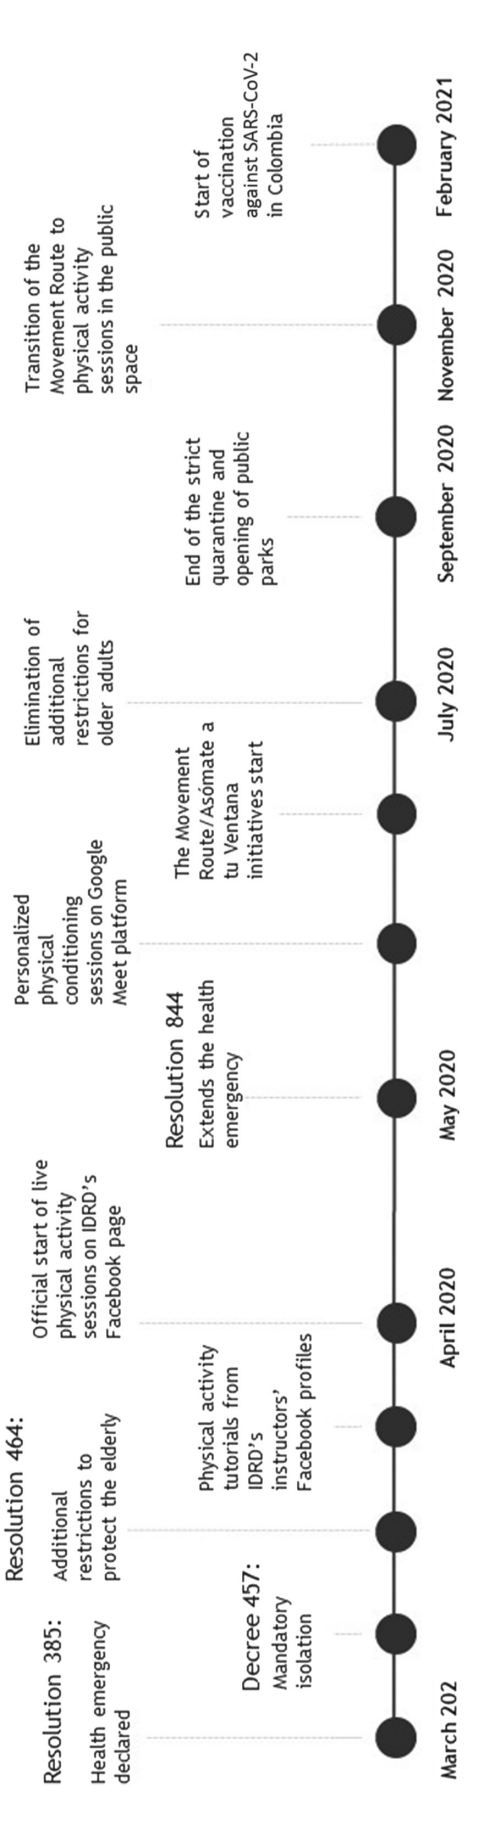 Resolution 385:
Health emergency
declared
March 202
Decree 457:
Mandatory
isolation
Resolution 464:
Additional
restrictions to
protect the elderly
Physical activity
tutorials from
IDRD's
instructors'
Facebook profiles
Official start of live
physical activity
sessions on IDRD's
Facebook page
April 2020
Resolution 844
Extends the health
emergency
May 2020
Personalized
physical
conditioning
sessions on Google
Meet platform
The Movement
Route/Asómate a
tu Ventana
initiatives start
Elimination of
additional
restrictions for
older adults
July 2020
End of the strict
quarantine and
opening of public
parks
September 2020
Transition of the
Movement Route to
physical activity
sessions in the public
space
November 2020
Start of
vaccination
against SARS-CoV-2
in Colombia
February 2021